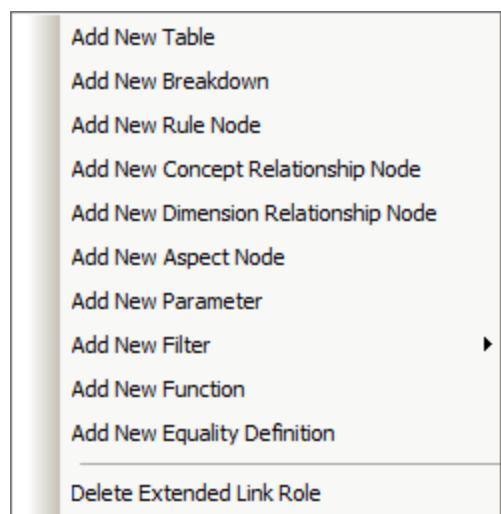 Add New Table
Add New Breakdown
Add New Rule Node
Add New Concept Relationship Node
Add New Dimension Relationship Node
Add New Aspect Node
Add New Parameter
Add New Filter
Add New Function
Add New Equality Definition
Delete Extended Link Role